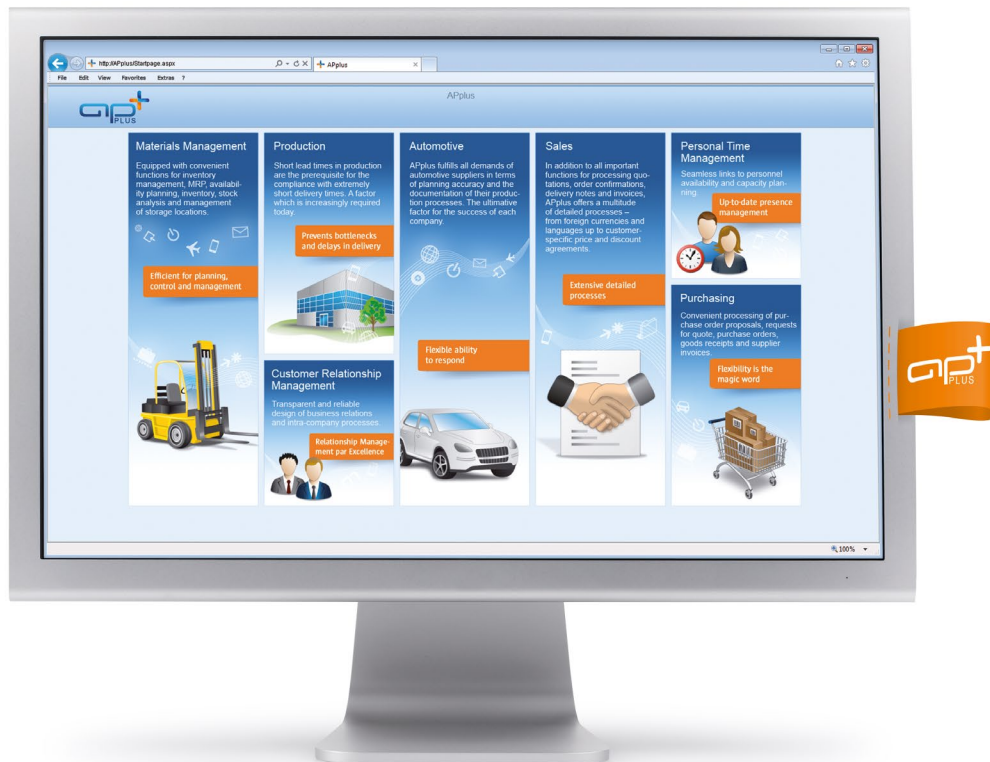 http://APplus/Startpage.aspx
APplus
File Edit View Favorites Extras ?
ap+
PLUS
APplus
Materials Management
Equipped with convenient
functions for inventory
management, MRP, availabil-
ity planning, inventory, stock
analysis and management
of storage locations.
Efficient for planning,
control and management
Production
Short lead times in production
are the prerequisite for the
compliance with extremely
short delivery times. A factor
which is increasingly required
today.
Prevents bottlenecks
and delays in delivery
Customer Relationship
Management
Transparent and reliable
design of business relations
and intra-company processes.
Relationship Manage-
ment par Excellence
Automotive
APplus fulfills all demands of
automotive suppliers in terms
of planning accuracy and the
documentation of their produc-
tion processes. The ultimative
factor for the success of each
company.
Flexible ability
to respond
Sales
In addition to all important
functions for processing quo-
tations, order confirmations,
delivery notes and invoices,
APplus offers a multitude
of detailed processes –
from foreign currencies and
languages up to customer-
specific price and discount
agreements.
Extensive detailed
processes
Personal Time
Management
Seamless links to personnel
availability and capacity plan-
ning.
Up-to-date presence
management
Purchasing
Convenient processing of pur-
chase order proposals, requests
for quote, purchase orders,
goods receipts and supplier
invoices.
Flexibility is the
magic word
ap+
PLUS
100%